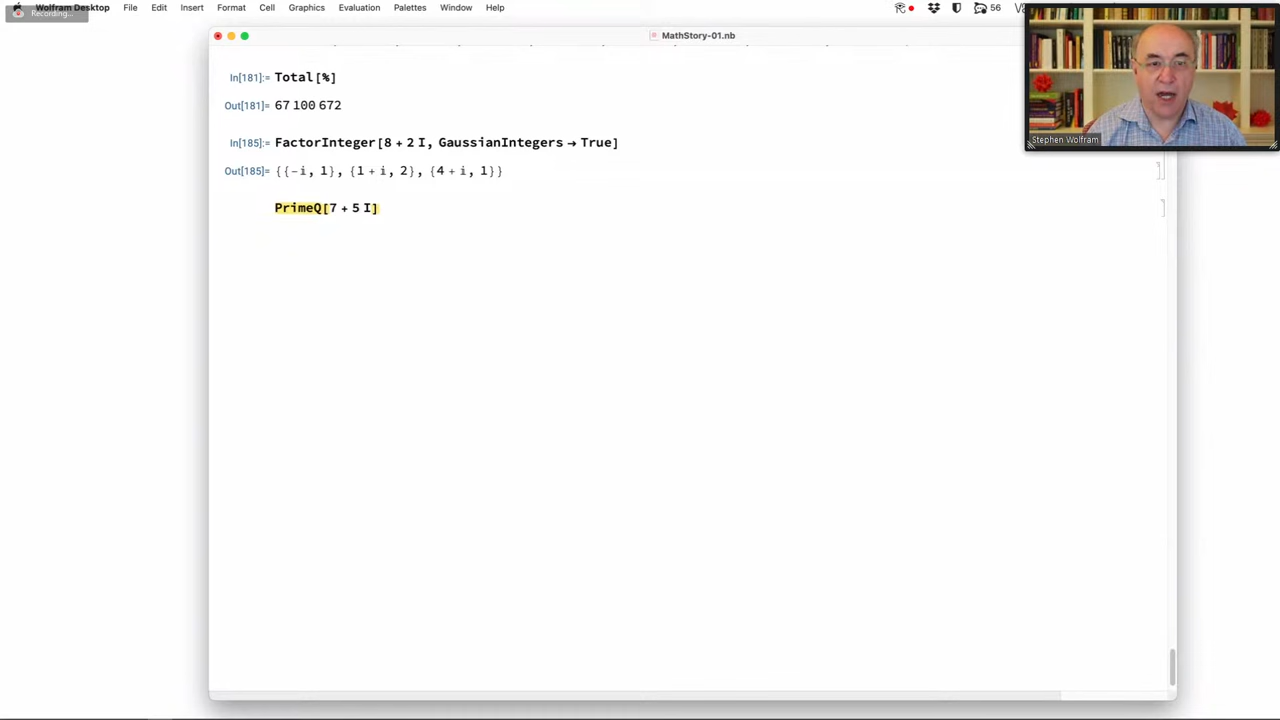 Wolfram Desktop File Edit Insert Format Cell Graphics Evaluation Palettes Window Help 56
Recording...
MathStory-01.nb
In[181]:= Total[%]
Out[181]= 67 100 672
In[185]:= FactorInteger[8 + 2 I, GaussianIntegers → True]
Out[185]= {{-i, 1}, {1 + i, 2}, {4 + i, 1}}
PrimeQ[7 + 5 I]
Stephen Wolfram